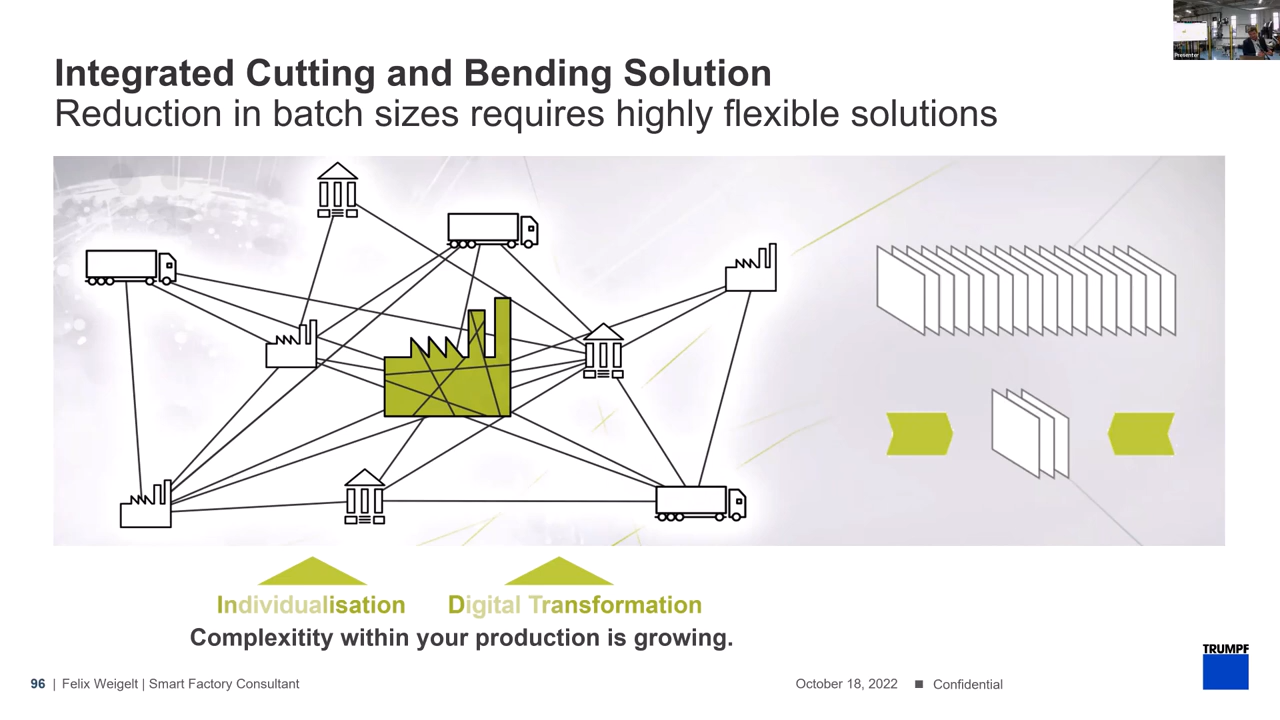 Presenter
Integrated Cutting and Bending Solution
Reduction in batch sizes requires highly flexible solutions
Individualisation Digital Transformation
Complexitity within your production is growing.
96 | Felix Weigelt | Smart Factory Consultant October 18, 2022 ■ Confidential
TRUMPF